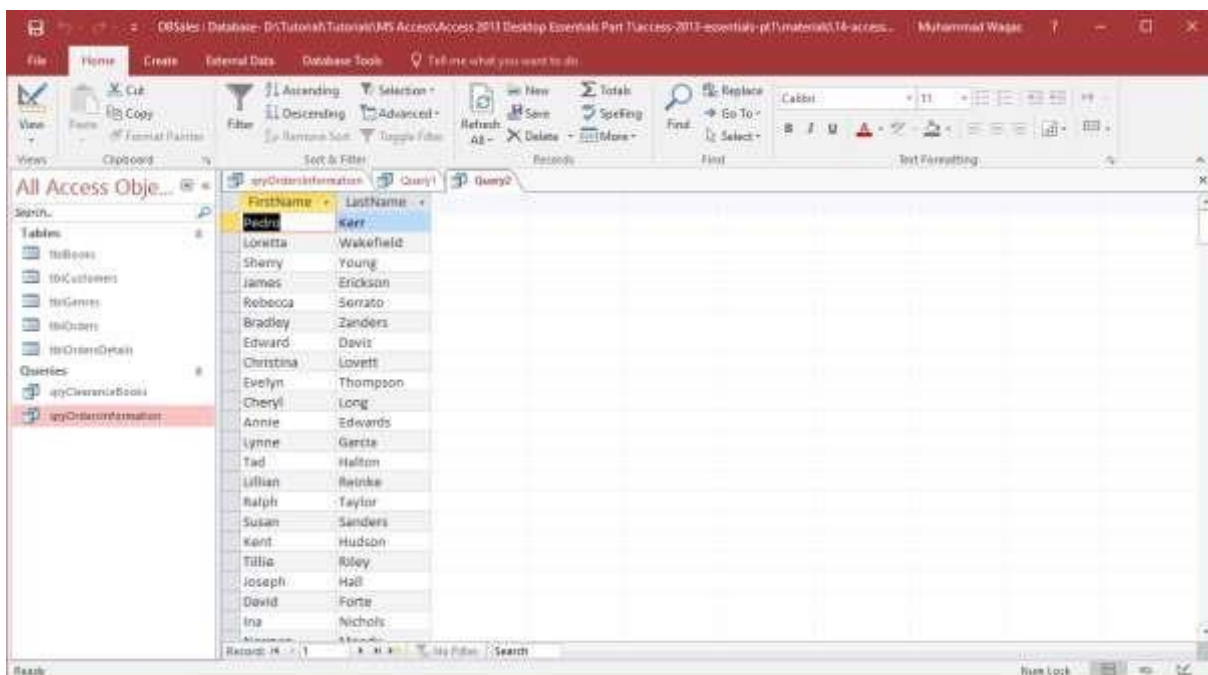 DBSales : Database- D:\Tutorial\Tutorials\MS Access\Access 2013 Desktop Essentials Part 1\access-2013-essentials-pt1\materials\14-access... Muhammad Waqas ?
File Home Create External Data Database Tools Tell me what you want to do
View Paste Cut Copy Format Painter
Filter Ascending Descending Remove Sort Selection Advanced Toggle Filter
Refresh All New Save Delete Totals Spelling More
Find Replace Go To Select
Calibri 11
B I U A
Views Clipboard Sort & Filter Records Find Text Formatting
All Access Obje...
Search..
Tables
tblBooks
tblCustomers
tblGenres
tblOrders
tblOrdersDetails
Queries
qryClearanceBooks
qryOrdersInformation
qryOrdersInformation Query1 Query2
FirstName LastName
Pedro Kerr
Loretta Wakefield
Sherry Young
James Erickson
Rebecca Serrato
Bradley Zanders
Edward Davis
Christina Lovett
Evelyn Thompson
Cheryl Long
Annie Edwards
Lynne Garcia
Tad Halton
Lillian Reinke
Ralph Taylor
Susan Sanders
Kent Hudson
Tillie Riley
Joseph Hall
David Forte
Ina Nichols
Record: 1 No Filter Search
Ready Num Lock